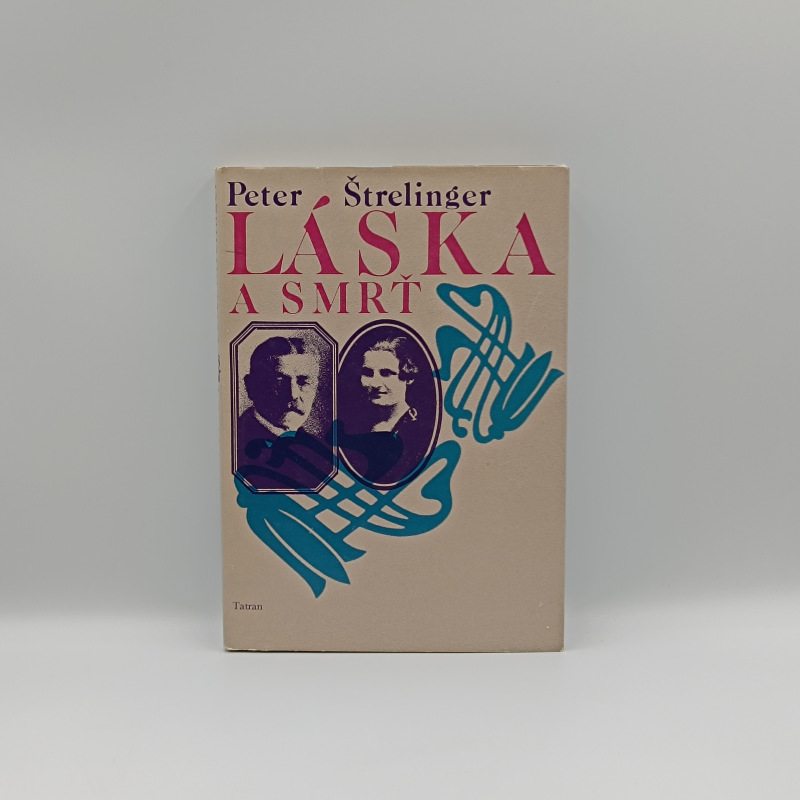 Peter Štrelinger
LÁSKA
A SMRŤ
Tatran